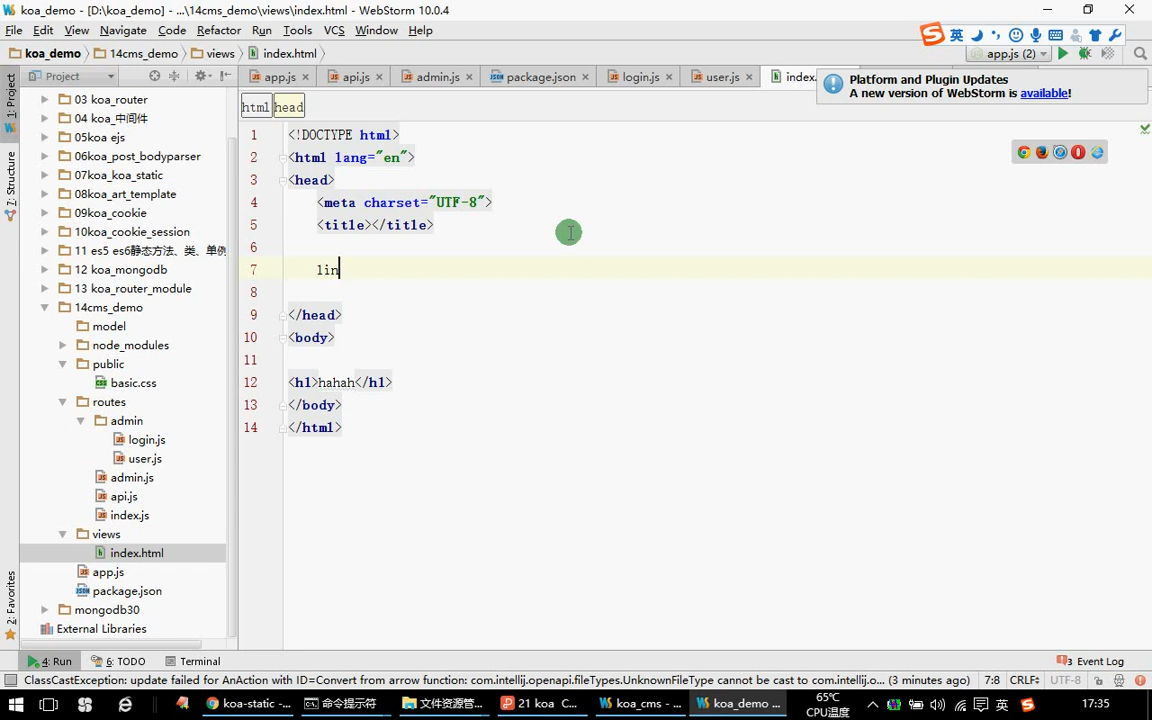 koa_demo - [D:\koa_demo] - ...\14cms_demo\views\index.html - WebStorm 10.0.4
File Edit View Navigate Code Refactor Run Tools VCS Window Help
英
koa_demo 14cms_demo views index.html
app.js (2)
Project
app.js api.js admin.js package.json login.js user.js index.
Platform and Plugin Updates
A new version of WebStorm is available!
1: Project
7: Structure
2: Favorites
03 koa_router
04 koa_中间件
05koa ejs
06koa_post_bodyparser
07koa_koa_static
08koa_art_template
09koa_cookie
10koa_cookie_session
11 es5 es6静态方法、类、单例
12 koa_mongodb
13 koa_router_module
14cms_demo
model
node_modules
public
basic.css
routes
admin
login.js
user.js
admin.js
api.js
index.js
views
index.html
app.js
package.json
mongodb30
External Libraries
html head
1 <!DOCTYPE html>
2 <html lang="en">
3 <head>
4 <meta charset="UTF-8">
5 <title></title>
6
7 lin
8
9 </head>
10 <body>
11
12 <h1>hahah</h1>
13 </body>
14 </html>
4: Run 6: TODO Terminal
3 Event Log
ClassCastException: update failed for AnAction with ID=Convert from arrow function: com.intellij.openapi.fileTypes.UnknownFileType cannot be cast to com.intellij.o... (3 minutes ago)
7:8 CRLF÷ UTF-8÷
koa-static -... 命令提示符 文件资源管... 21 koa C... koa_cms - ... koa_demo ...
65℃
CPU温度
英
17:35